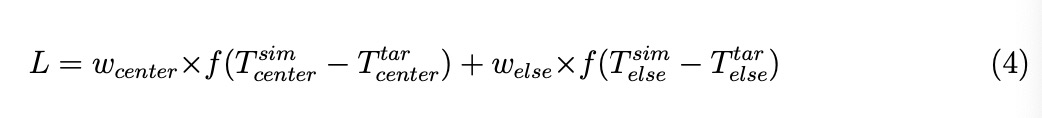 L = w_{center} × f(T^{sim}_{center} − T^{tar}_{center}) + w_{else} × f(T^{sim}_{else} − T^{tar}_{else}) (4)